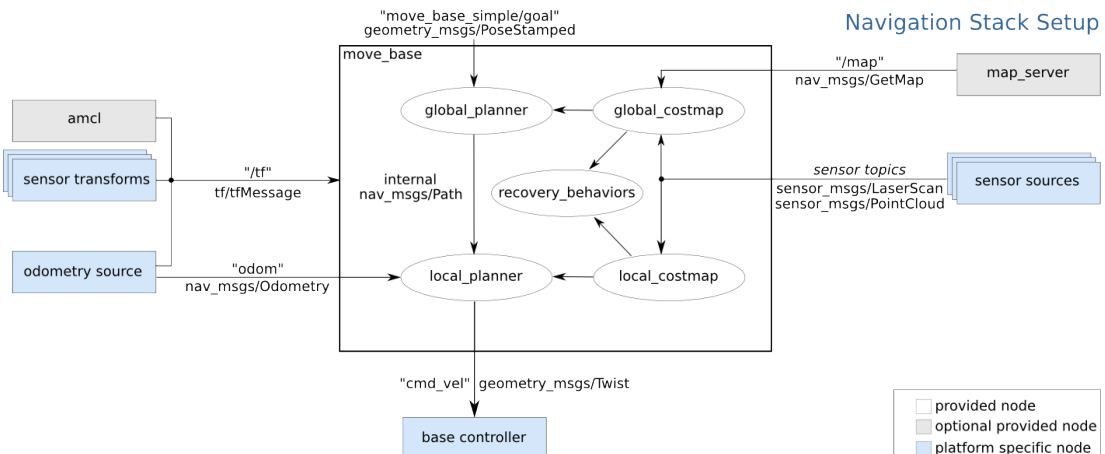 Navigation Stack Setup
"move_base_simple/goal"
geometry_msgs/PoseStamped
move_base
"/map"
nav_msgs/GetMap
map_server
global_planner
global_costmap
amcl
sensor transforms
"/tf"
tf/tfMessage
internal
nav_msgs/Path
recovery_behaviors
sensor topics
sensor_msgs/LaserScan
sensor_msgs/PointCloud
sensor sources
odometry source
"odom"
nav_msgs/Odometry
local_planner
local_costmap
"cmd_vel" geometry_msgs/Twist
base controller
provided node
optional provided node
platform specific node